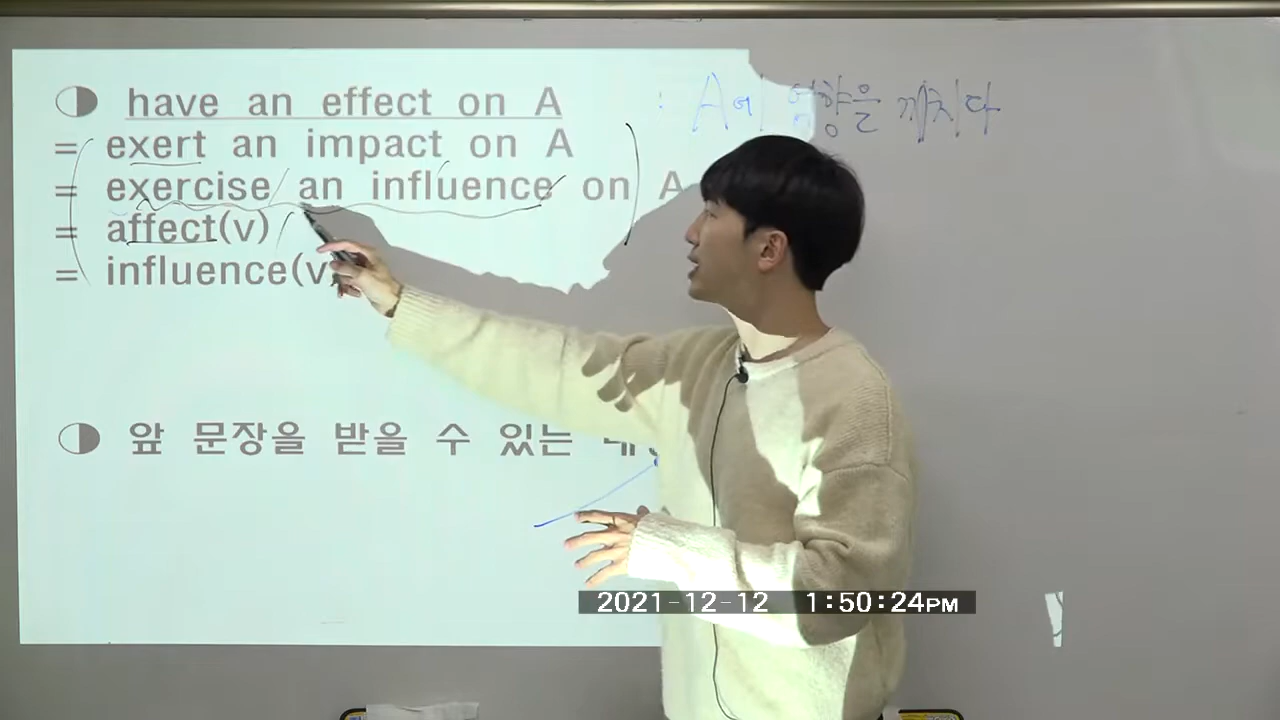 have an effect on A : A에 영향을 끼치다
= exert an impact on A
= exercise an influence on A
= affect(v)
= influence(v
앞 문장을 받을 수 있는
2021-12-12 1:50:24PM